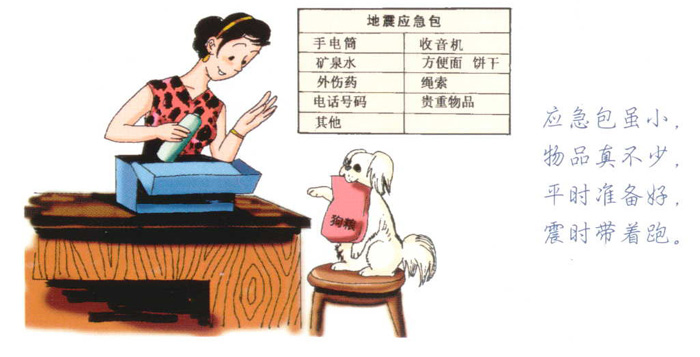 地震应急包
手电筒 收音机
矿泉水 方便面 饼干
外伤药 绳索
电话号码 贵重物品
其他
狗粮
应急包虽小，
物品真不少，
平时准备好，
震时带着跑。